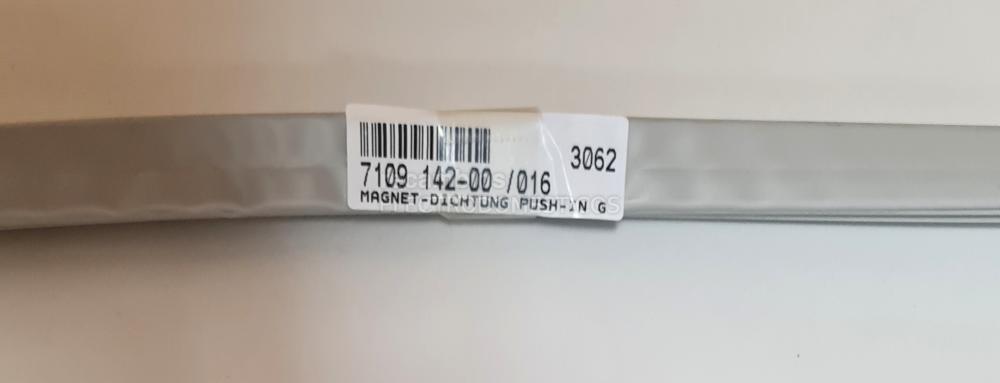 3062
7109 142-00 /016
MAGNET-DICHTUNG PUSH-IN G